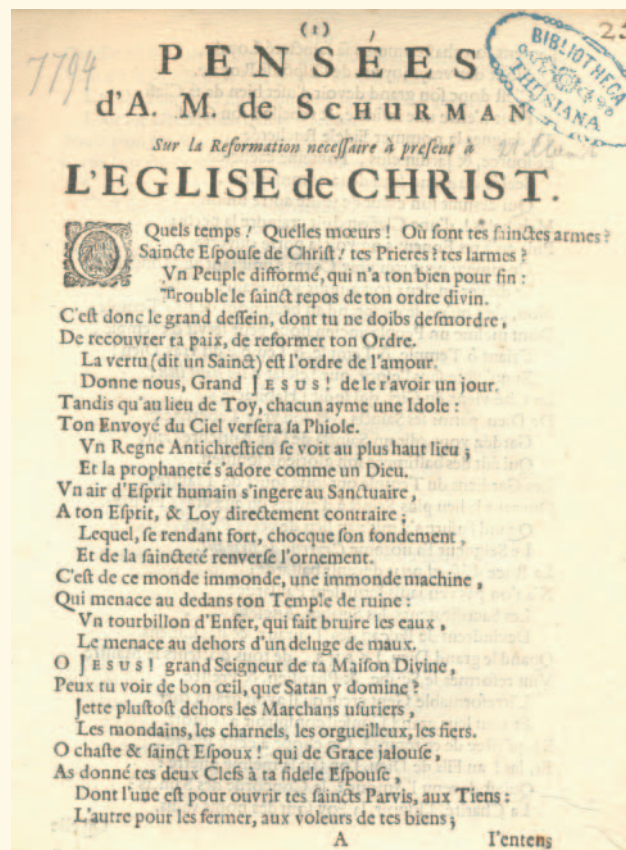 (1)
25
7794
BIBLIOTHECA
THYSIANA
PENSÉES
d'A. M. de SCHURMAN
Sur la Reformation neceſſaire à preſent à
L'EGLISE de CHRIST.
O Quels temps! Quelles mœurs! Où ſont tes ſainctes armes?
Saincte Eſpouſe de Chriſt! tes Prieres? tes larmes?
Vn Peuple difformé, qui n'a ton bien pour fin:
Trouble le ſainct repos de ton ordre divin.
C'eſt donc le grand deſſein, dont tu ne doibs deſmordre,
De recouvrer ta paix, de reformer ton Ordre.
La vertu (dit un Sainct) eſt l'ordre de l'amour.
Donne nous, Grand JESUS! de le r'avoir un jour.
Tandis qu'au lieu de Toy, chacun ayme une Idole:
Ton Envoyé du Ciel verſera ſa Phiole.
Vn Regne Antichreſtien ſe voit au plus haut lieu;
Et la prophaneté s'adore comme un Dieu.
Vn air d'Eſprit humain s'ingere au Sanctuaire,
A ton Eſprit, & Loy directement contraire;
Lequel, ſe rendant fort, chocque ſon fondement,
Et de la ſaincteté renverſe l'ornement.
C'eſt de ce monde immonde, une immonde machine,
Qui menace au dedans ton Temple de ruine:
Vn tourbillon d'Enfer, qui fait bruire les eaux,
Le menace au dehors d'un deluge de maux.
O JESUS! grand Seigneur de ta Maiſon Divine,
Peux tu voir de bon œil, que Satan y domine?
Jette pluſtoſt dehors les Marchans uſuriers,
Les mondains, les charnels, les orgueilleux, les fiers.
O chaſte & ſainct Eſpoux! qui de Grace jalouſe,
As donné tes deux Clefs à ta fidele Eſpouſe,
Dont l'une eſt pour ouvrir tes ſaincts Parvis, aux Tiens:
L'autre pour les fermer, aux voleurs de tes biens;
A
I'entens